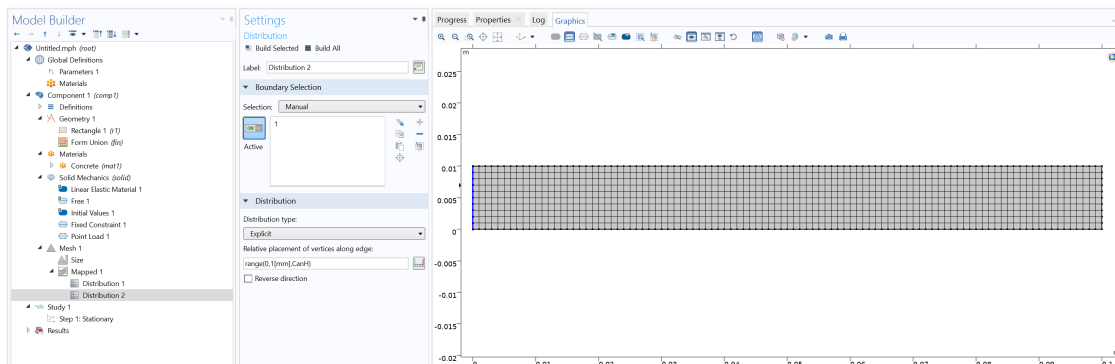 Model Builder
Untitled.mph (root)
Global Definitions
Parameters 1
Materials
Component 1 (comp1)
Definitions
Geometry 1
Rectangle 1 (r1)
Form Union (fin)
Materials
Concrete (mat1)
Solid Mechanics (solid)
Linear Elastic Material 1
Free 1
Initial Values 1
Fixed Constraint 1
Point Load 1
Mesh 1
Size
Mapped 1
Distribution 1
Distribution 2
Study 1
Step 1: Stationary
Results
Settings
Distribution
Build Selected Build All
Label: Distribution 2
Boundary Selection
Selection: Manual
1
Active
Distribution
Distribution type:
Explicit
Relative placement of vertices along edge:
range(0,1[mm],CanH)
Reverse direction
Progress Properties Log Graphics
m
0.025
0.02
0.015
0.01
0.005
0
-0.005
-0.01
-0.015
-0.02
0 0.01 0.02 0.03 0.04 0.05 0.06 0.07 0.08 0.09 0.1